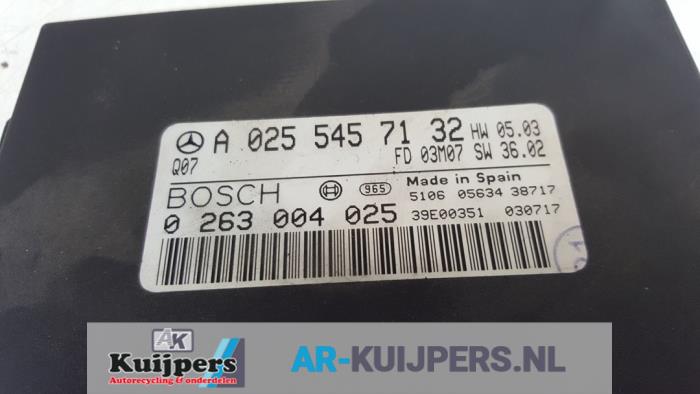 A 025 545 71 32 HW 05.03
Q07 FD 03M07 SW 36.02
BOSCH 965 Made in Spain
5106 05634 38717
0 263 004 025 39E00351 030717
AK
Kuijpers
Autorecycling & onderdelen
AR-KUIJPERS.NL